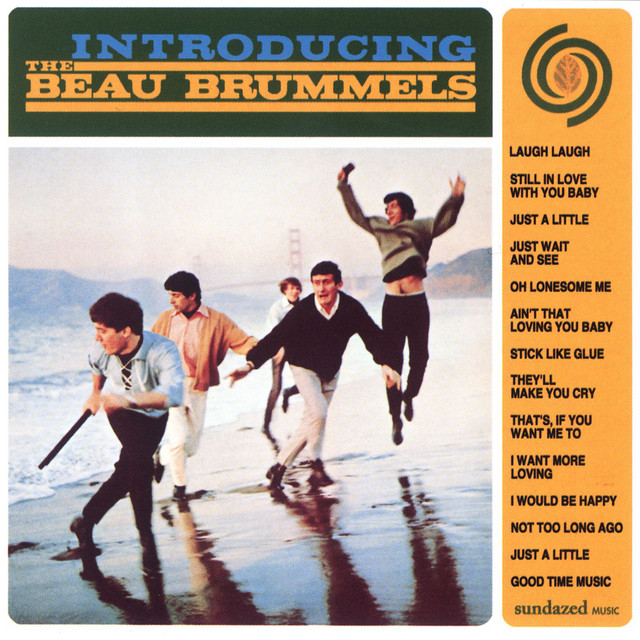 INTRODUCING
THE
BEAU BRUMMELS
LAUGH LAUGH
STILL IN LOVE
WITH YOU BABY
JUST A LITTLE
JUST WAIT
AND SEE
OH LONESOME ME
AIN'T THAT
LOVING YOU BABY
STICK LIKE GLUE
THEY'LL
MAKE YOU CRY
THAT'S, IF YOU
WANT ME TO
I WANT MORE
LOVING
I WOULD BE HAPPY
NOT TOO LONG AGO
JUST A LITTLE
GOOD TIME MUSIC
sundazed MUSIC